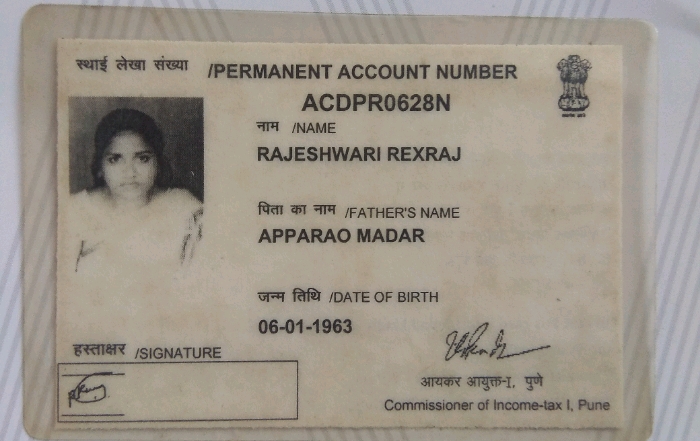 स्थाई लेखा संख्या /PERMANENT ACCOUNT NUMBER
ACDPR0628N
नाम /NAME
RAJESHWARI REXRAJ
पिता का नाम /FATHER'S NAME
APPARAO MADAR
जन्म तिथि /DATE OF BIRTH
06-01-1963
हस्ताक्षर /SIGNATURE
आयकर आयुक्त-I, पुणे
Commissioner of Income-tax I, Pune